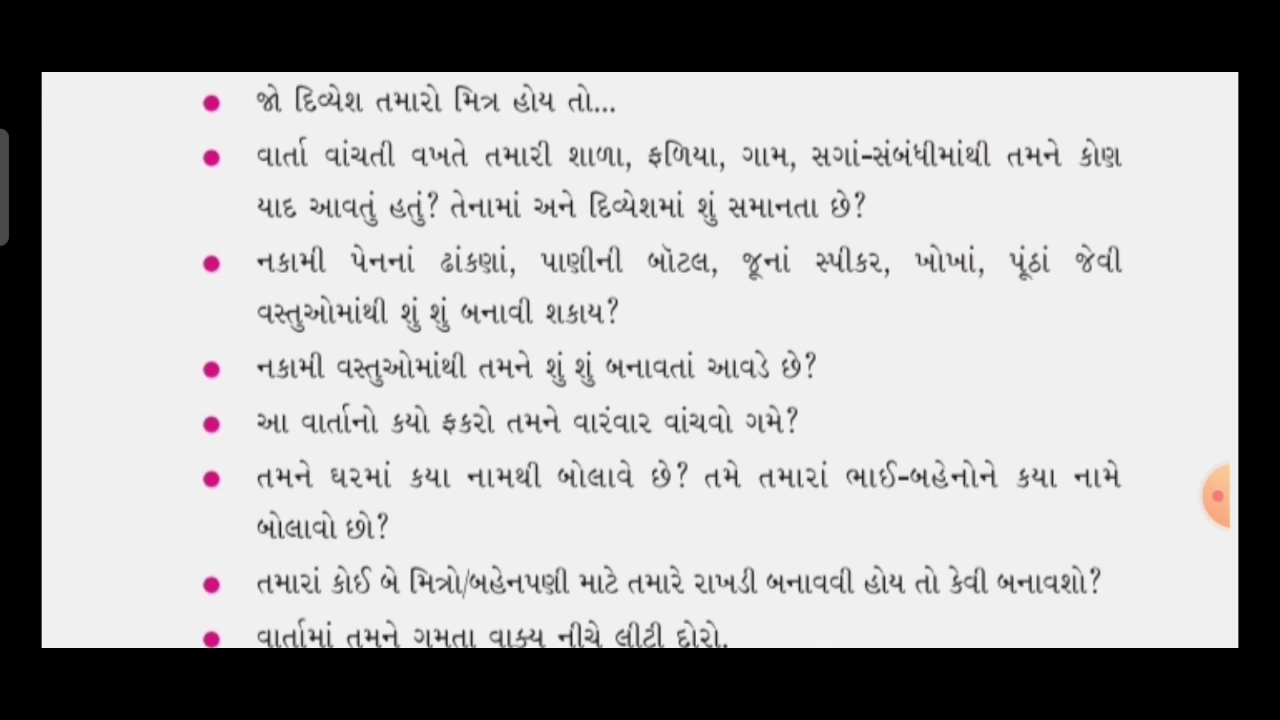 ● જો દિવ્યેશ તમારો મિત્ર હોય તો...
● વાર્તા વાંચતી વખતે તમારી શાળા, ફળિયા, ગામ, સગાં-સંબંધીમાંથી તમને કોણ
યાદ આવતું હતું? તેનામાં અને દિવ્યેશમાં શું સમાનતા છે?
● નકામી પેનનાં ઢાંકણાં, પાણીની બૉટલ, જૂનાં સ્પીકર, ખોખાં, પૂંઠાં જેવી
વસ્તુઓમાંથી શું શું બનાવી શકાય?
● નકામી વસ્તુઓમાંથી તમને શું શું બનાવતાં આવડે છે?
● આ વાર્તાનો કયો ફકરો તમને વારંવાર વાંચવો ગમે?
● તમને ઘરમાં કયા નામથી બોલાવે છે? તમે તમારાં ભાઈ-બહેનોને કયા નામે
બોલાવો છો?
● તમારાં કોઈ બે મિત્રો/બહેનપણી માટે તમારે રાખડી બનાવવી હોય તો કેવી બનાવશો?
● વાર્તામાં તમને ગમતા વાક્ય નીચે લીટી દોરો.